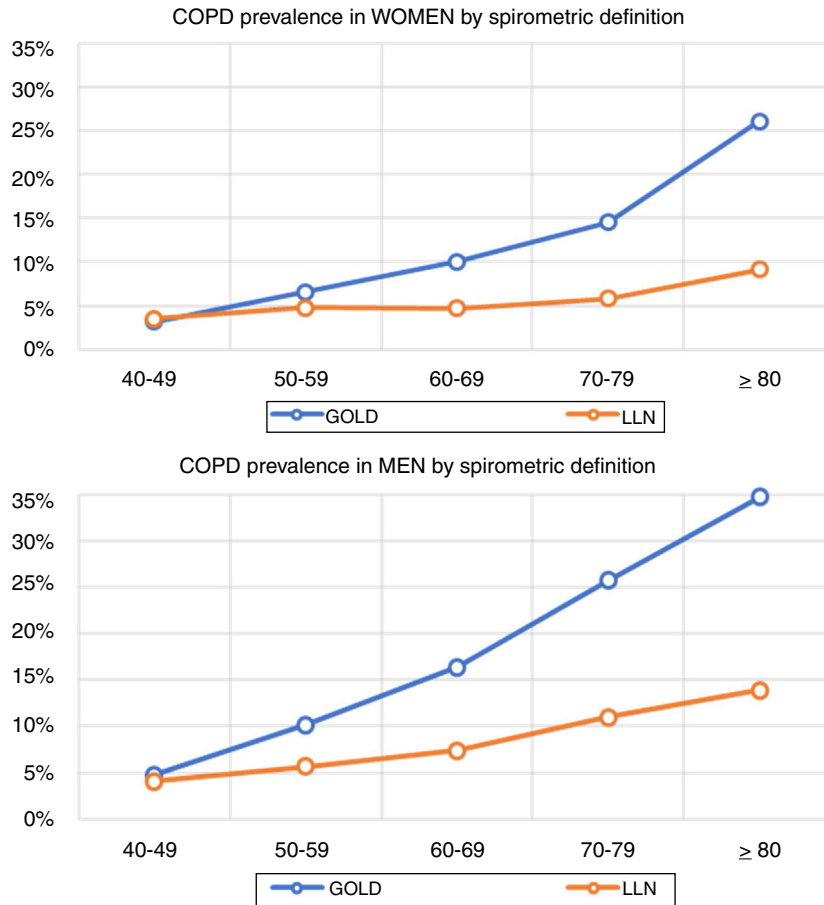 COPD prevalence in WOMEN by spirometric definition
35%
30%
25%
20%
15%
10%
5%
0%
40-49 50-59 60-69 70-79 ≥ 80
GOLD LLN
COPD prevalence in MEN by spirometric definition
35%
30%
25%
20%
15%
10%
5%
0%
40-49 50-59 60-69 70-79 ≥ 80
GOLD LLN